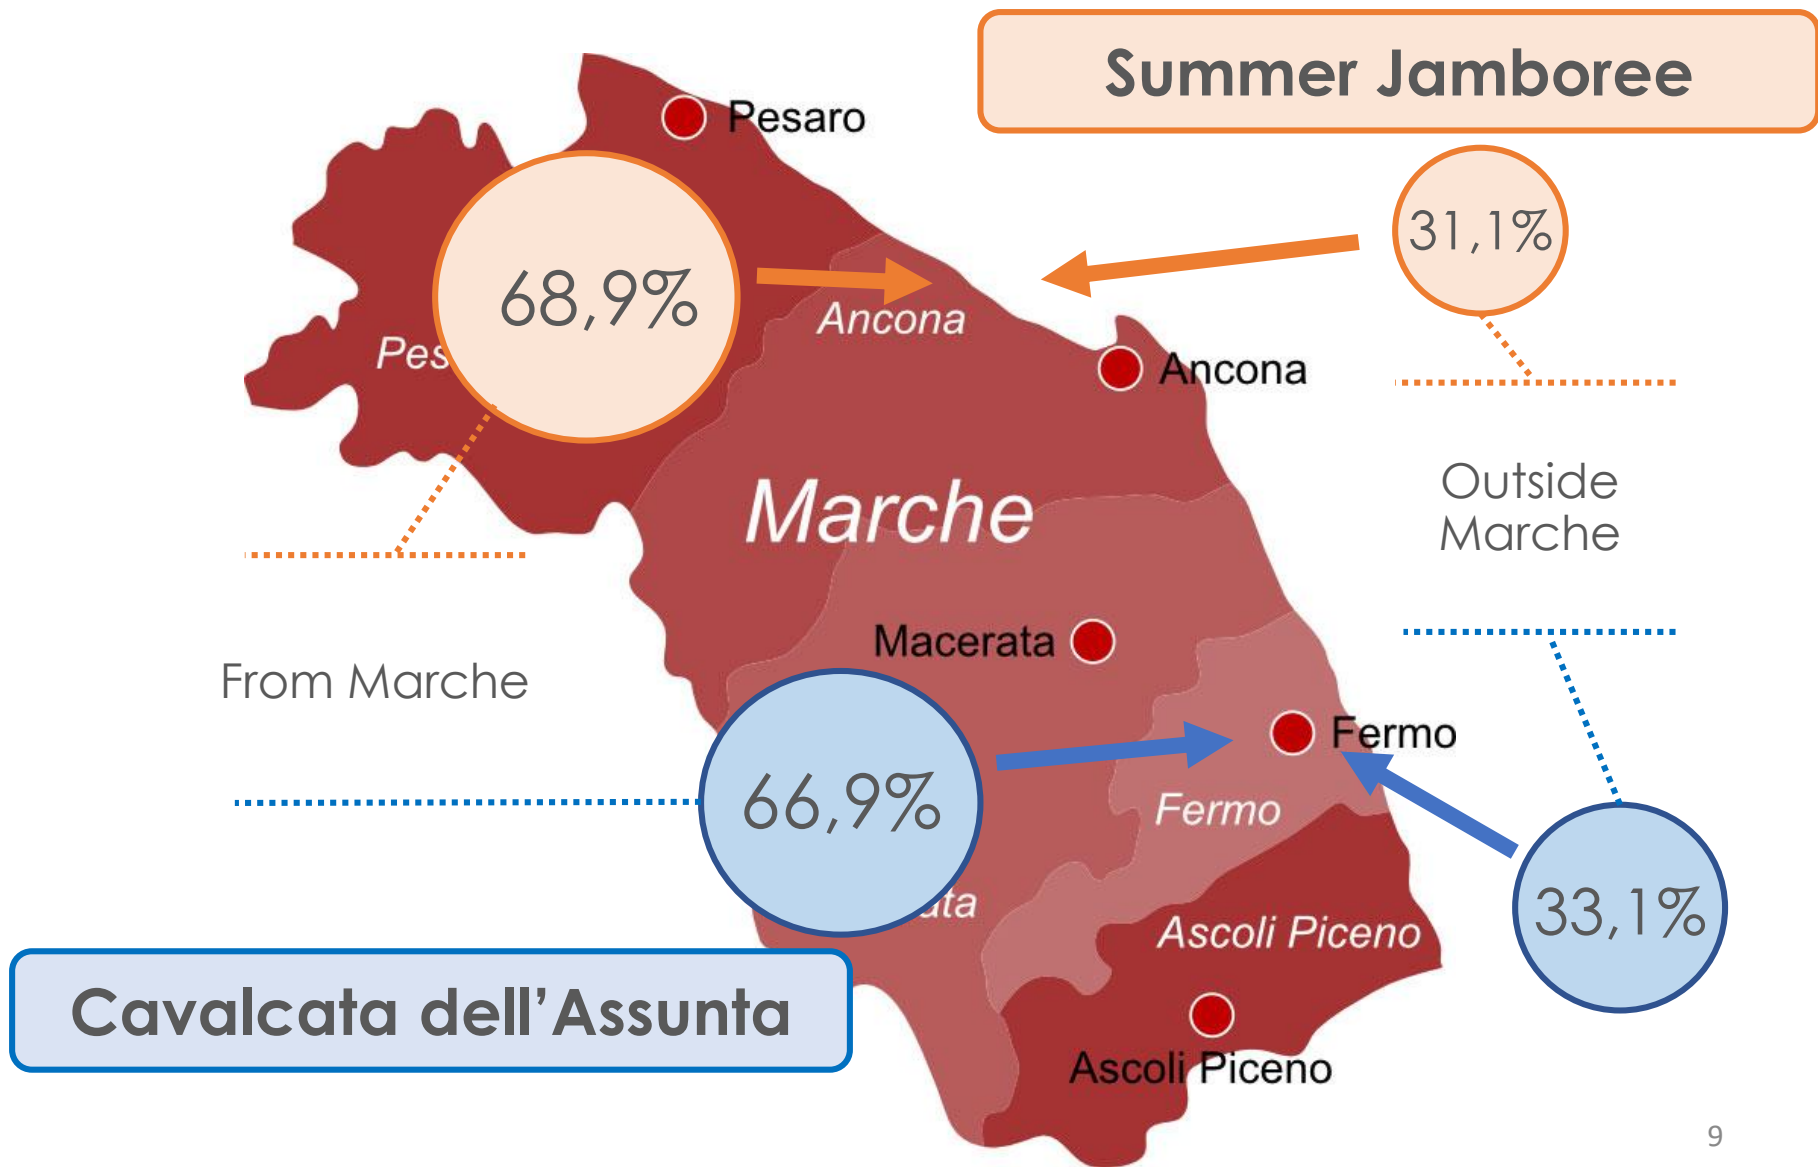 Summer Jamboree
Pesaro
31,1%
68,9%
Ancona
Pes
Ancona
Outside
Marche
Marche
Macerata
From Marche
Fermo
66,9%
Fermo
ata
33,1%
Ascoli Piceno
Cavalcata dell’Assunta
Ascoli Piceno
9